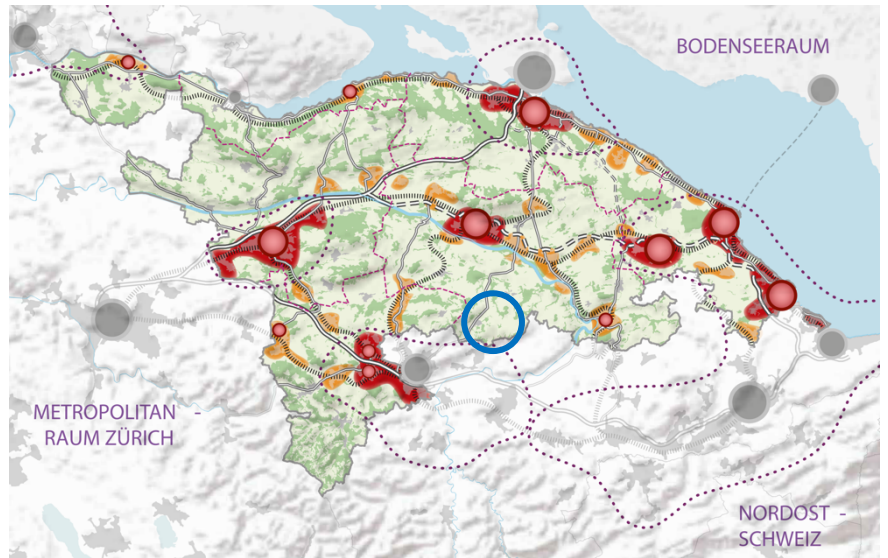 BODENSEERAUM
METROPOLITAN -
RAUM ZÜRICH
NORDOST -
SCHWEIZ